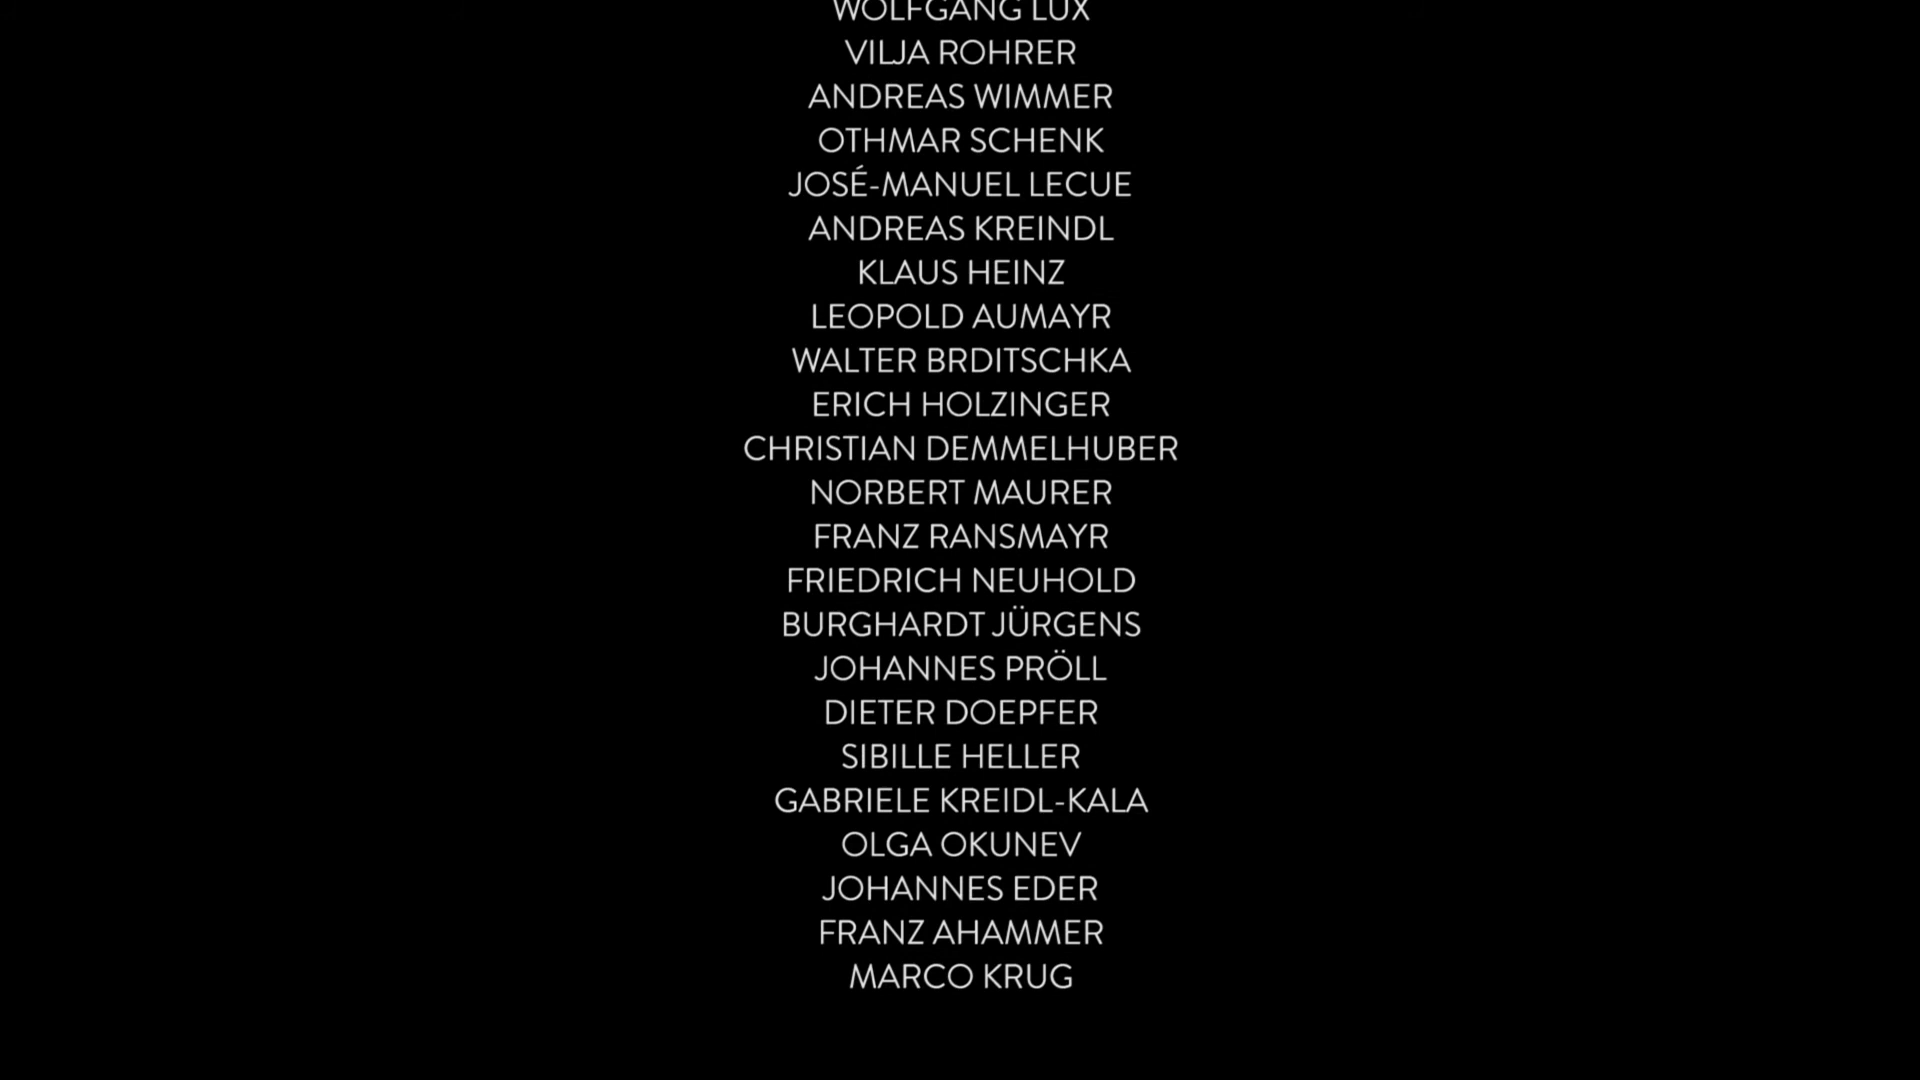 WOLFGANG LUX
VILJA ROHRER
ANDREAS WIMMER
OTHMAR SCHENK
JOSÉ-MANUEL LECUE
ANDREAS KREINDL
KLAUS HEINZ
LEOPOLD AUMAYR
WALTER BRDITSCHKA
ERICH HOLZINGER
CHRISTIAN DEMMELHUBER
NORBERT MAURER
FRANZ RANSMAYR
FRIEDRICH NEUHOLD
BURGHARDT JÜRGENS
JOHANNES PRÖLL
DIETER DOEPFER
SIBILLE HELLER
GABRIELE KREIDL-KALA
OLGA OKUNEV
JOHANNES EDER
FRANZ AHAMMER
MARCO KRUG